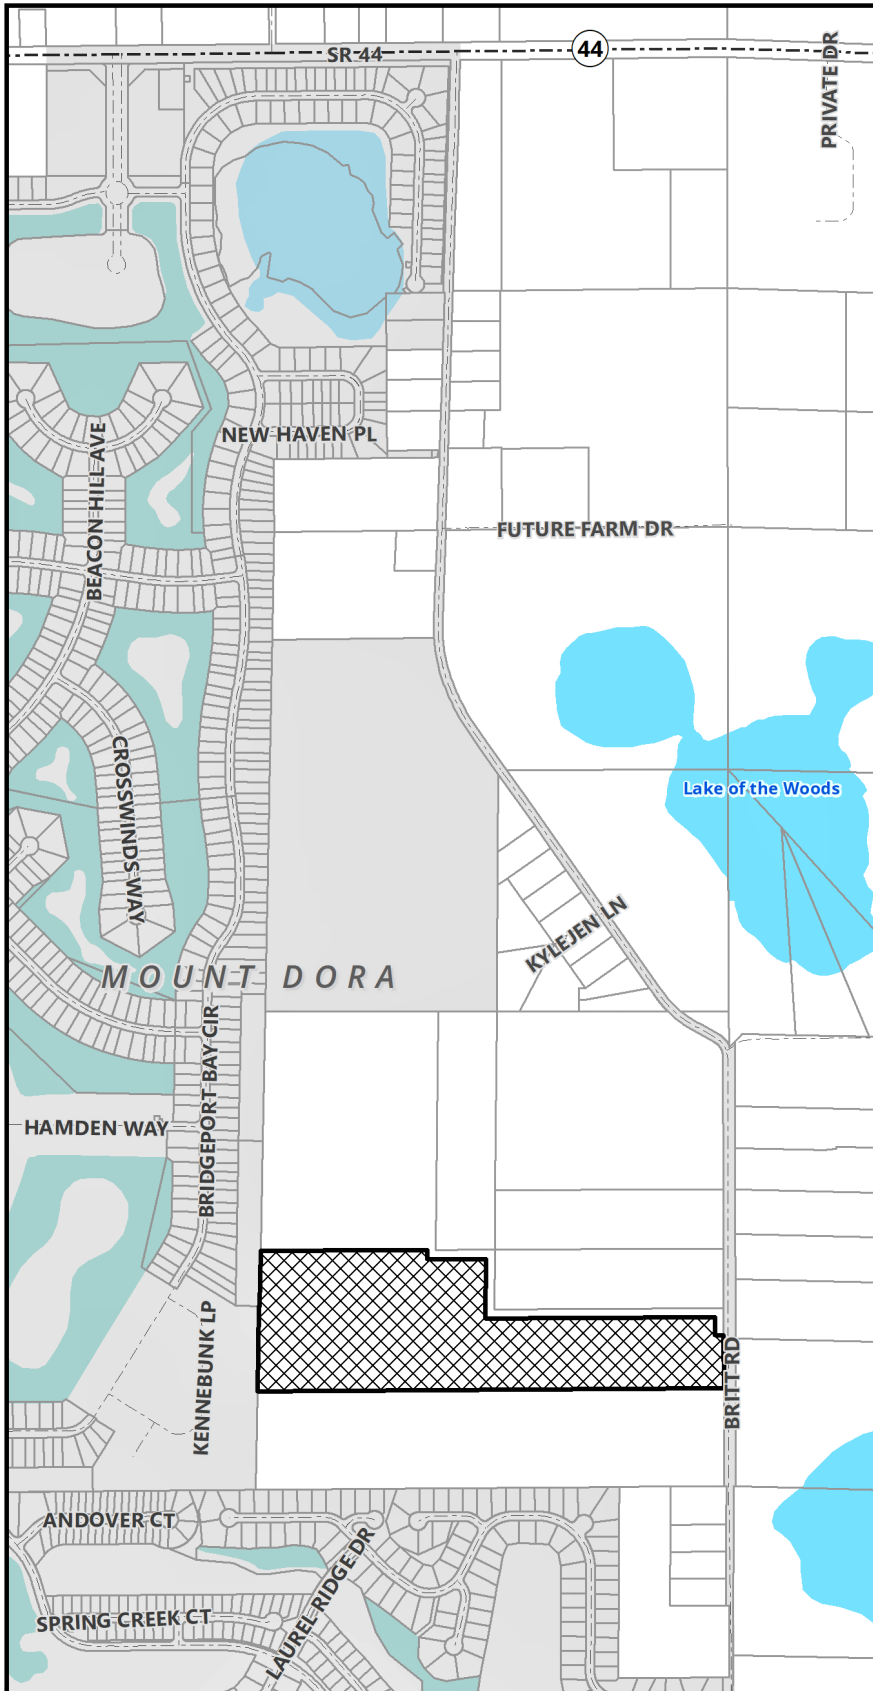 44
SR 44
PRIVATE DR
NEW HAVEN PL
BEACON HILL AVE
FUTURE FARM DR
CROSSWINDS WAY
Lake of the Woods
KYLEJEN LN
MOUNT DORA
BRIDGEPORT BAY CIR
HAMDEN WAY
KENNEBUNK LP
BRITT RD
ANDOVER CT
LAUREL RIDGE DR
SPRING CREEK CT